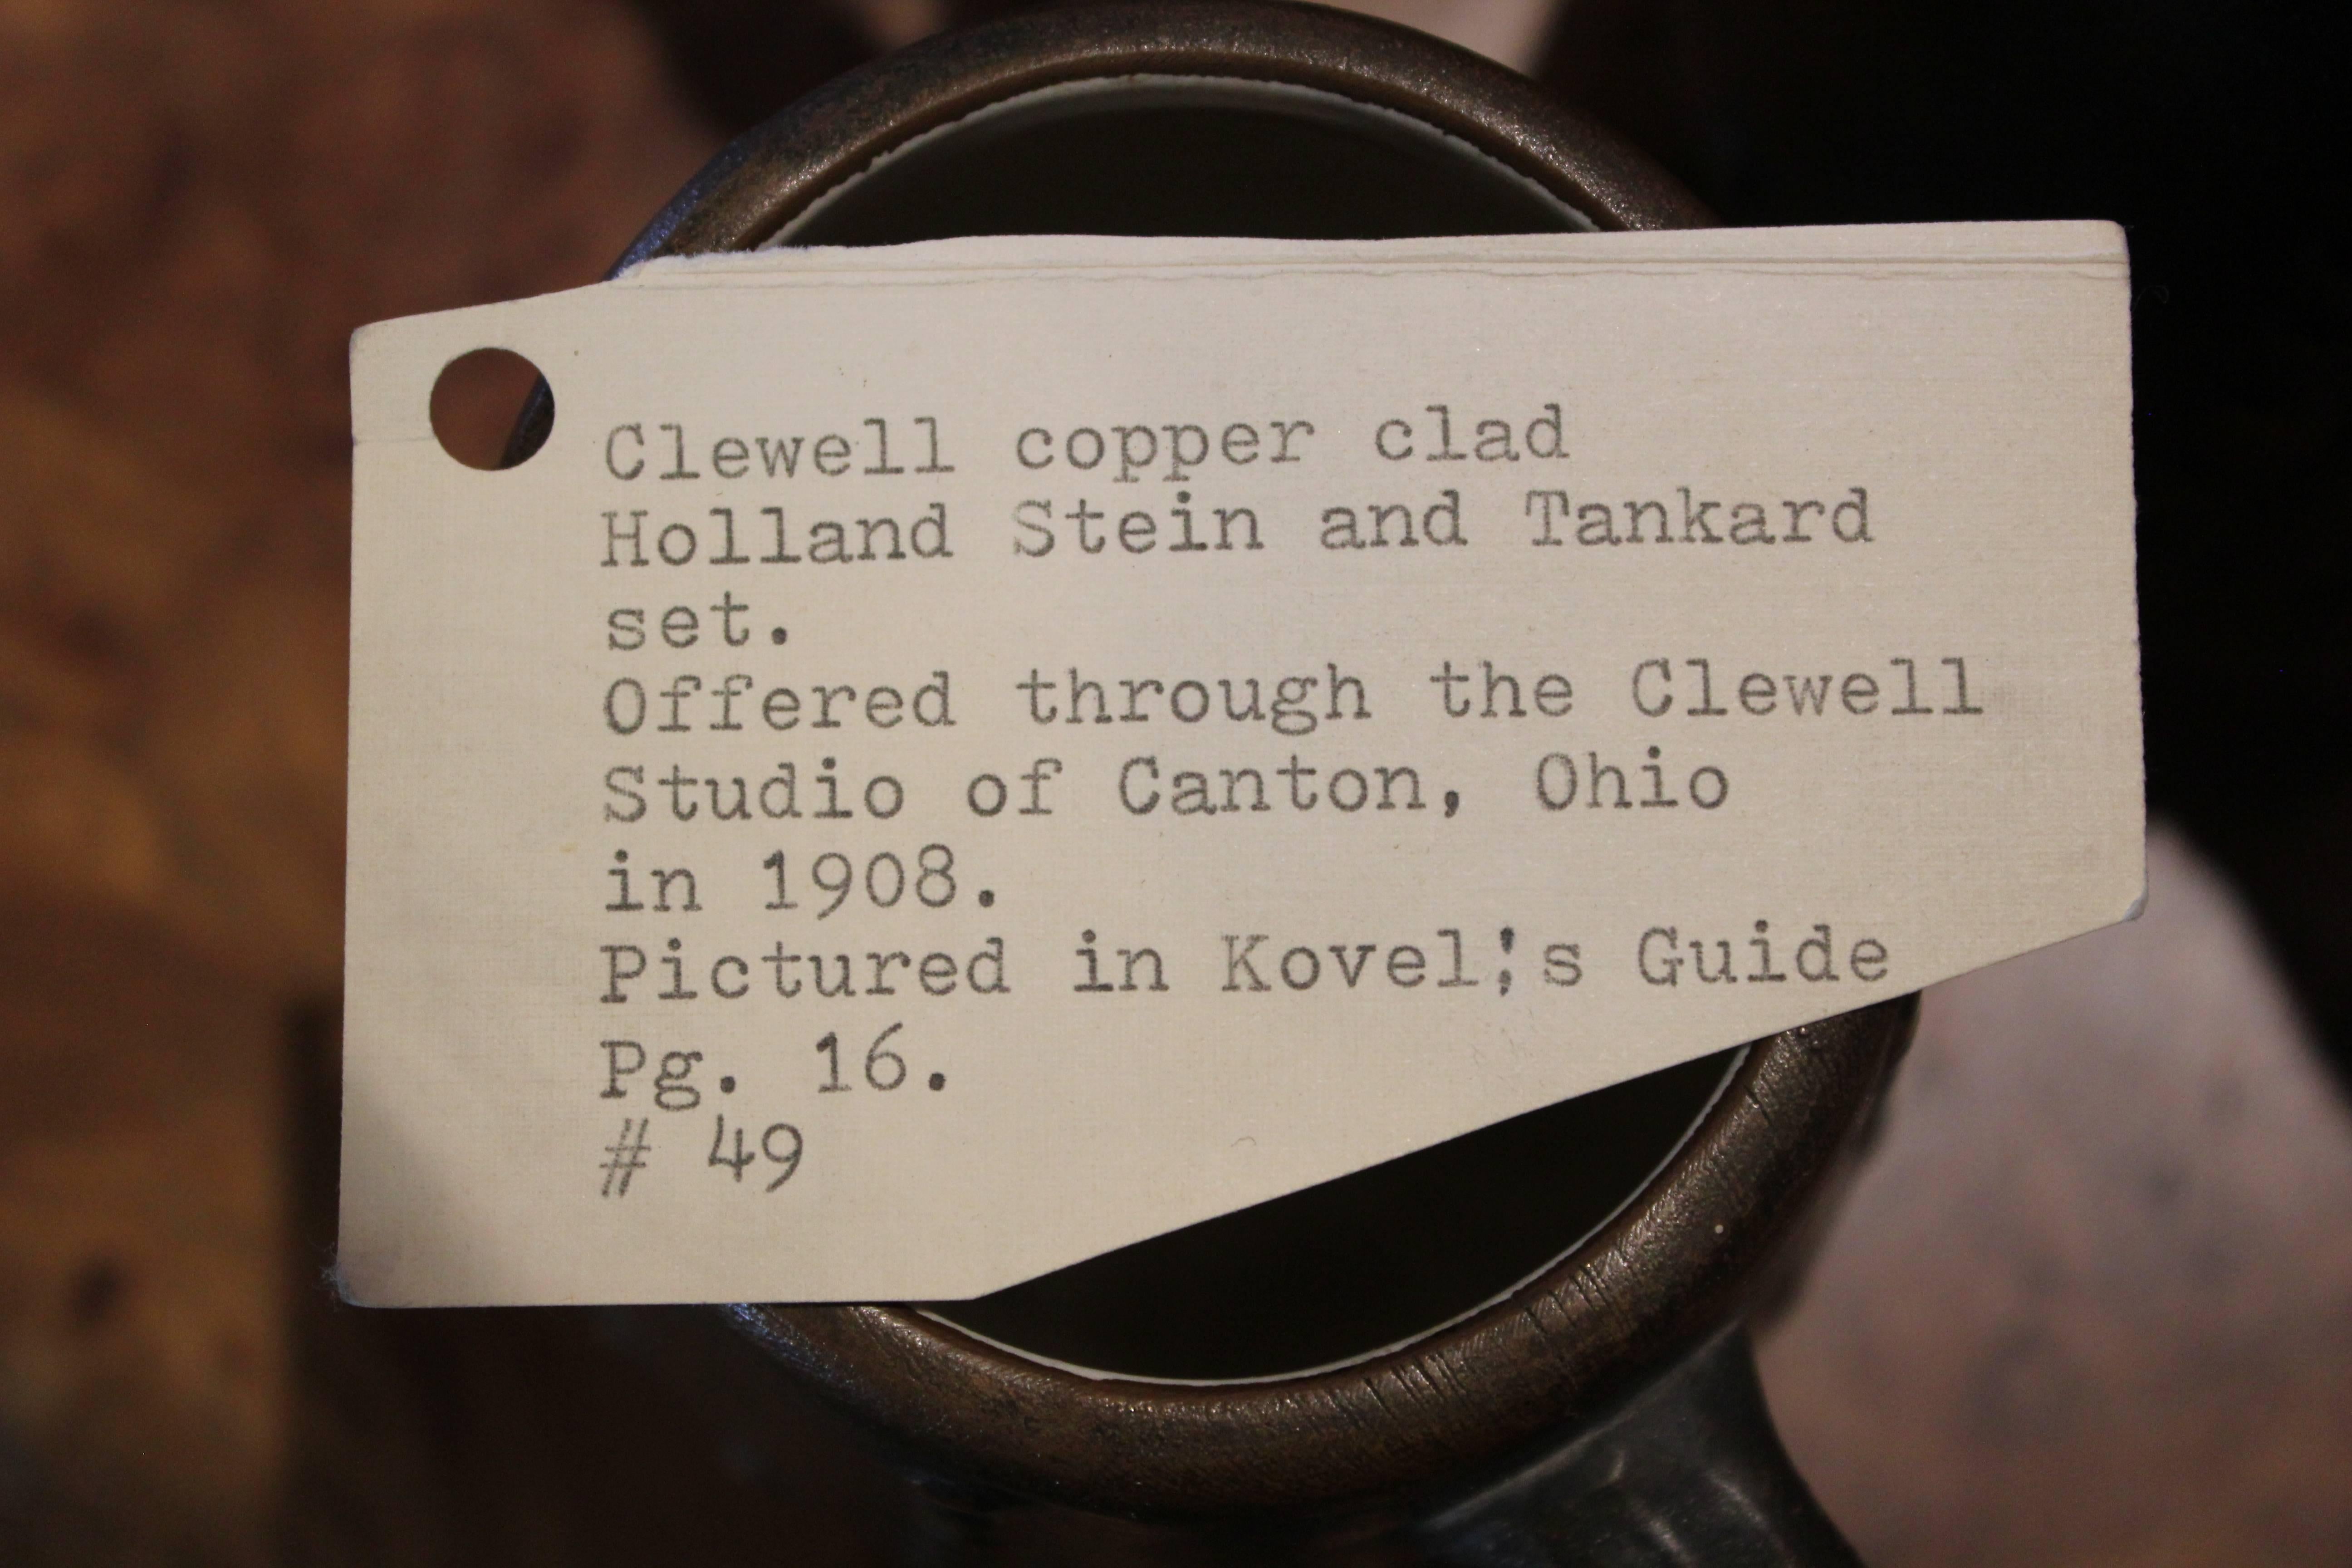 Clewell copper clad
Holland Stein and Tankard
set.
Offered through the Clewell
Studio of Canton, Ohio
in 1908.
Pictured in Kovel's Guide
Pg. 16.
# 49